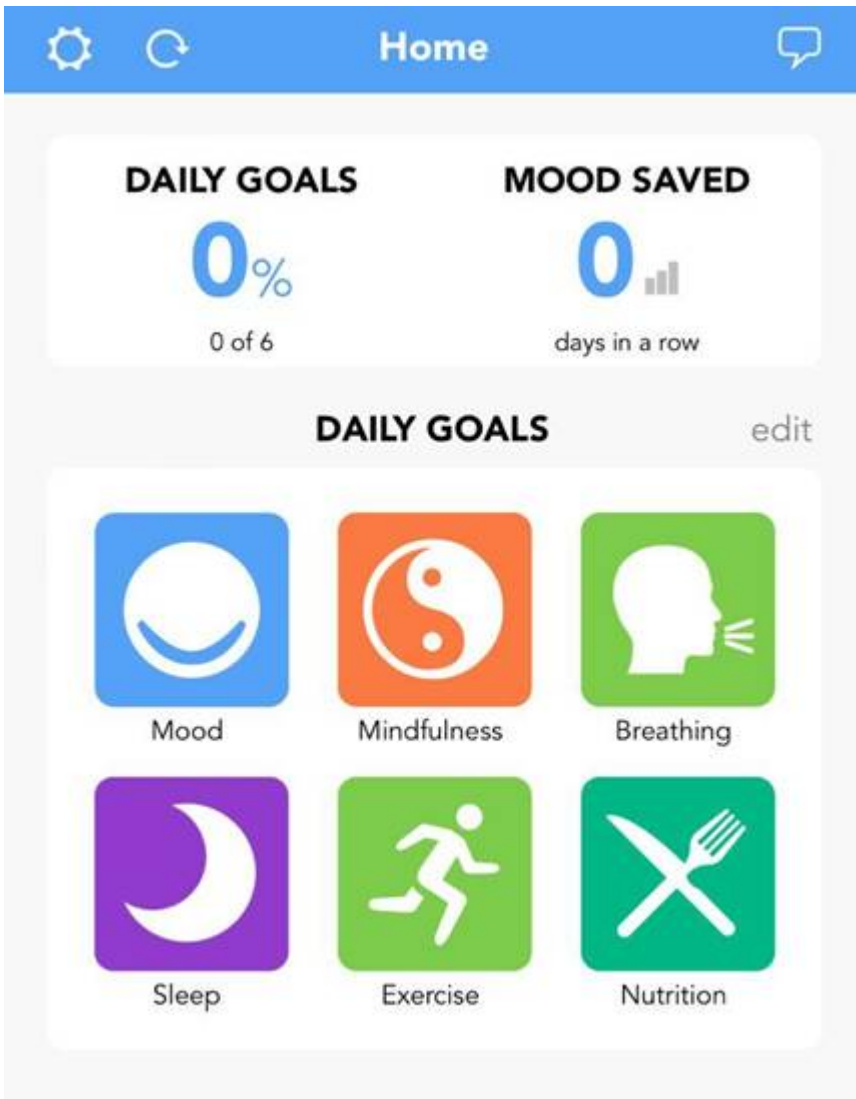 Home
DAILY GOALS
MOOD SAVED
0%
0
0 of 6
days in a row
DAILY GOALS
edit
Mood
Mindfulness
Breathing
Sleep
Exercise
Nutrition